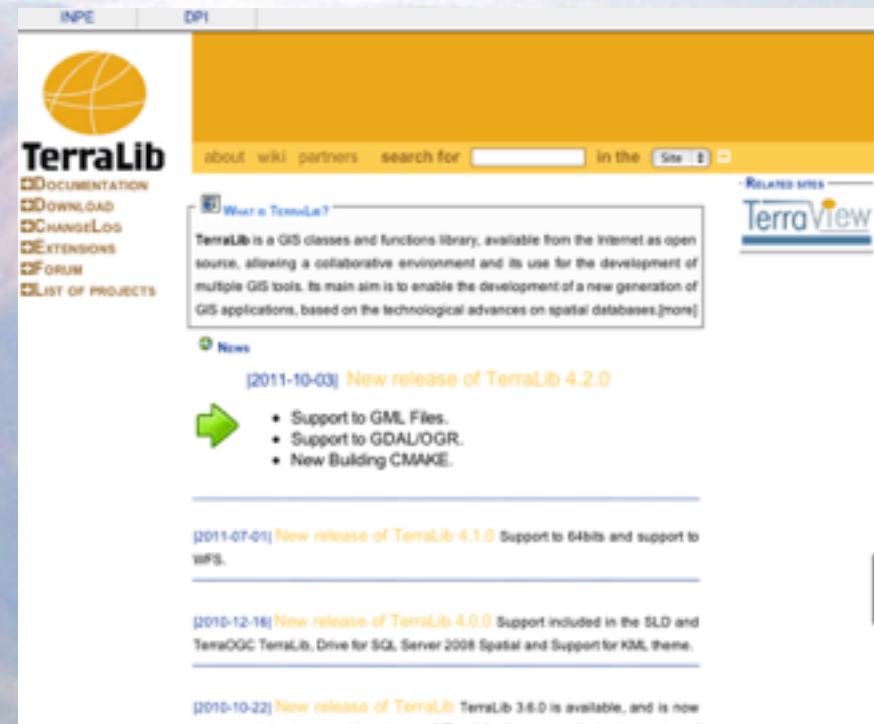 INPE DPI
TerraLib
about wiki partners search for in the Site
DOCUMENTATION
DOWNLOAD
CHANGELOG
EXTENSIONS
FORUM
LIST OF PROJECTS
WHAT IS TERRALIB?
TerraLib is a GIS classes and functions library, available from the Internet as open
source, allowing a collaborative environment and its use for the development of
multiple GIS tools. Its main aim is to enable the development of a new generation of
GIS applications, based on the technological advances on spatial databases.[more]
RELATED SITES
TerraView
NEWS
[2011-10-03] New release of TerraLib 4.2.0
• Support to GML Files.
• Support to GDAL/OGR.
• New Building CMAKE.
[2011-07-01] New release of TerraLib 4.1.0 Support to 64bits and support to
WFS.
[2010-12-16] New release of TerraLib 4.0.0 Support included in the SLD and
TerraOGC TerraLib, Drive for SQL Server 2008 Spatial and Support for KML theme.
[2010-10-22] New release of TerraLib TerraLib 3.6.0 is available, and is now